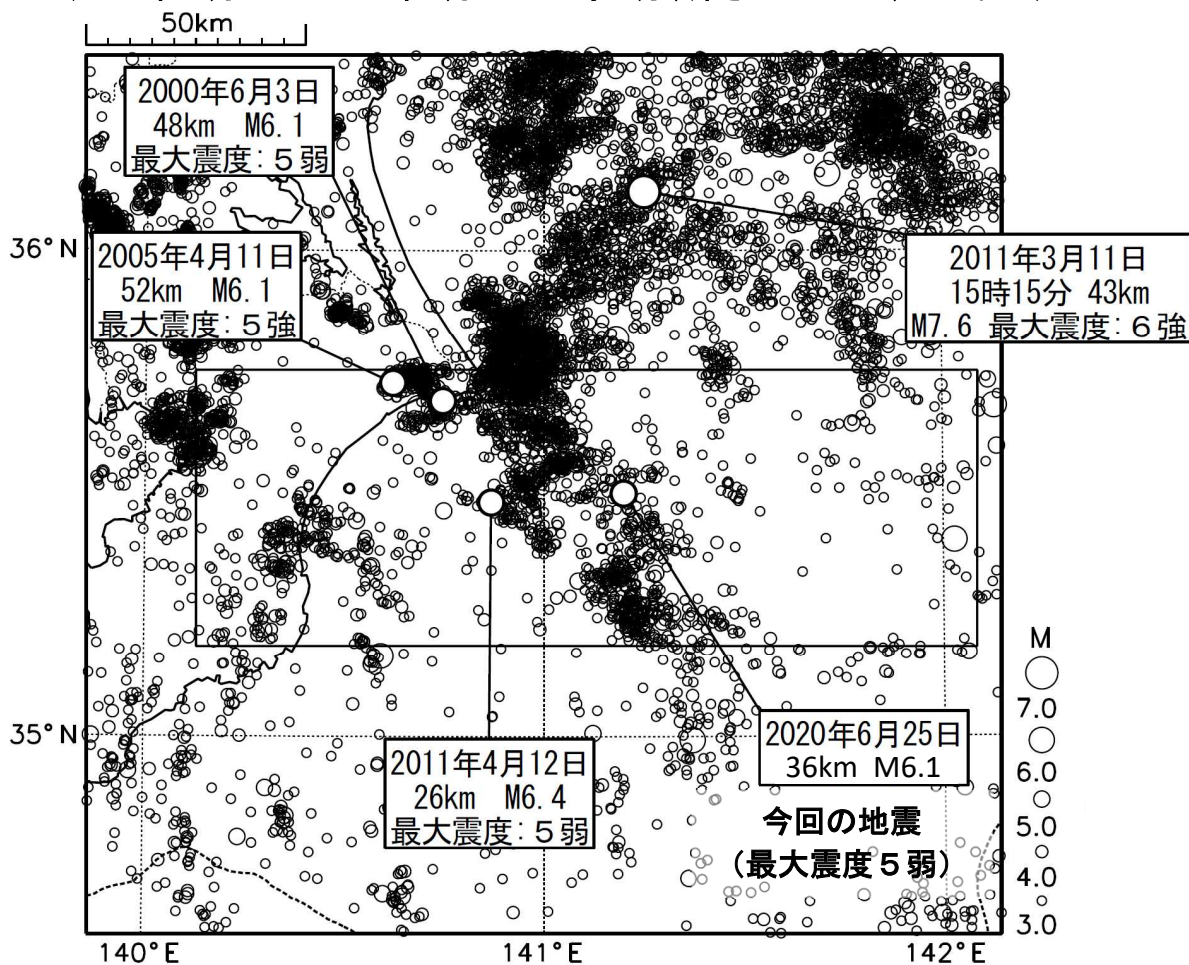 50km
2000年6月3日
48km M6.1
最大震度:5弱
36°N
2005年4月11日
52km M6.1
最大震度:5強
2011年3月11日
15時15分 43km
M7.6 最大震度:6強
M
7.0
6.0
5.0
4.0
3.0
35°N
2020年6月25日
36km M6.1
2011年4月12日
26km M6.4
最大震度:5弱
今回の地震
(最大震度5弱)
140°E
141°E
142°E